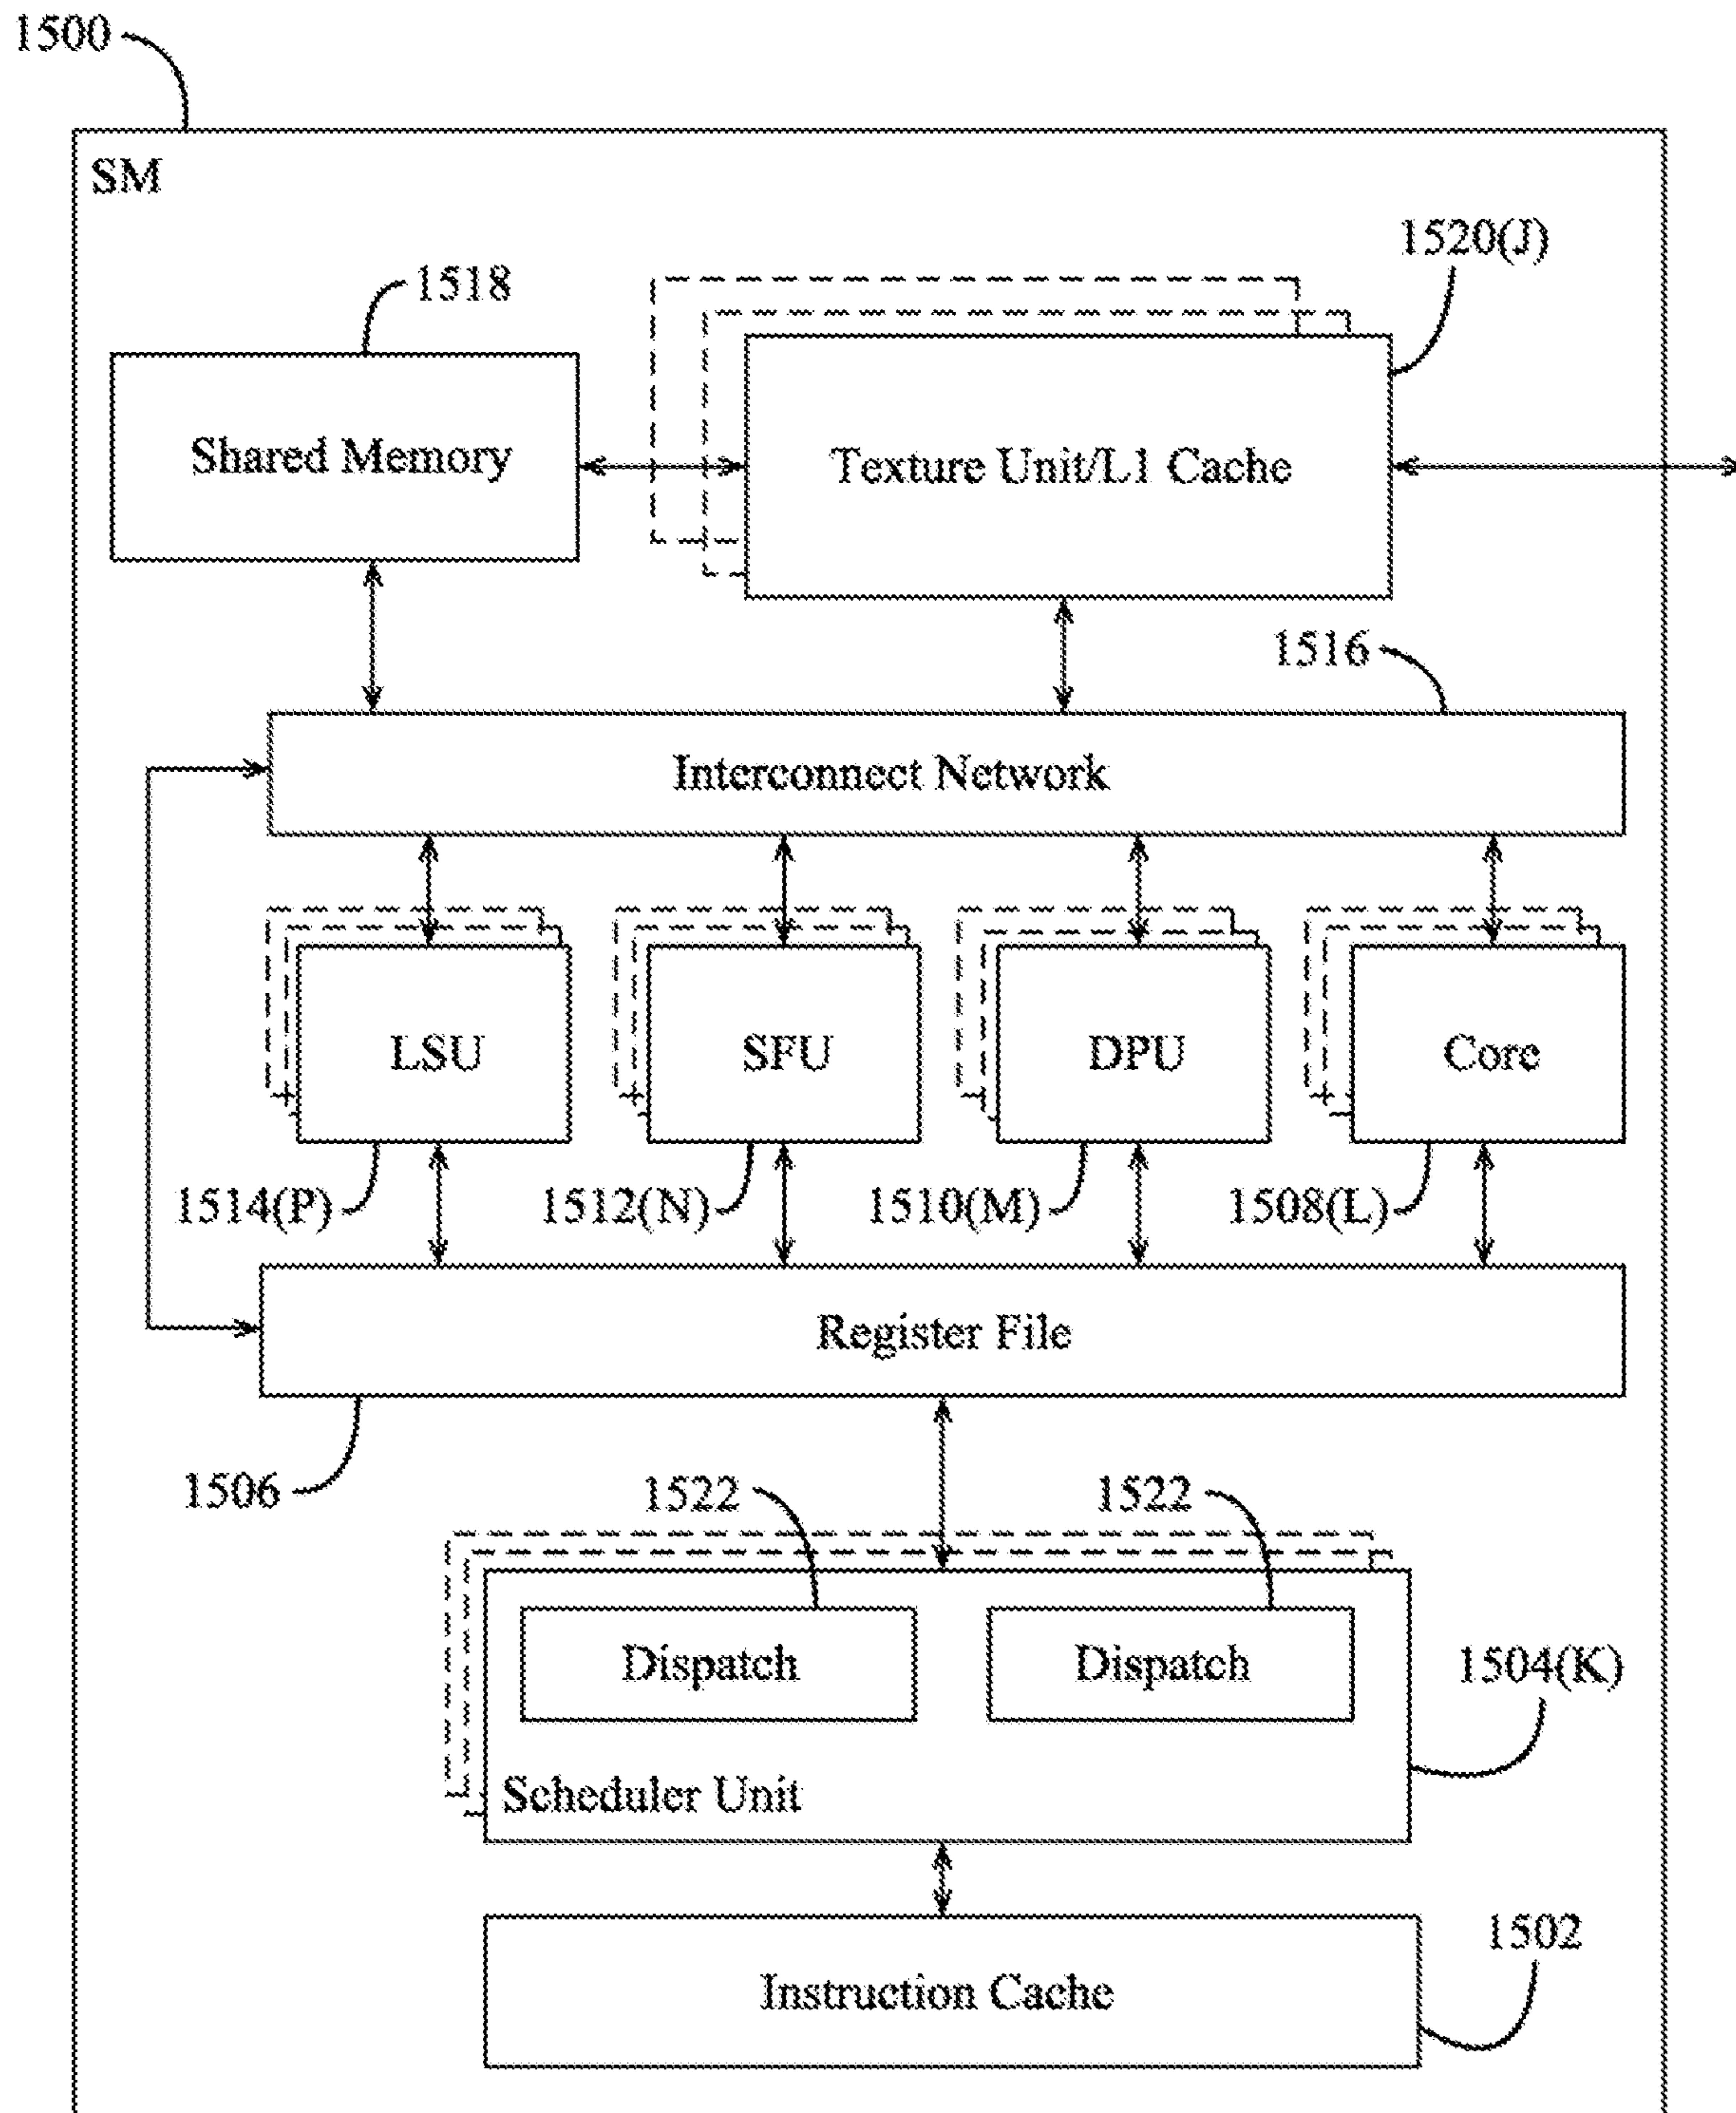 1500
SM
1520(J)
1518
Shared Memory
Texture Unit/L1 Cache
1516
Interconnect Network
LSU
SFU
DPU
Core
1514(P)
1512(N)
1510(M)
1508(L)
Register File
1506
1522
1522
Dispatch
Dispatch
1504(K)
Scheduler Unit
1502
Instruction Cache